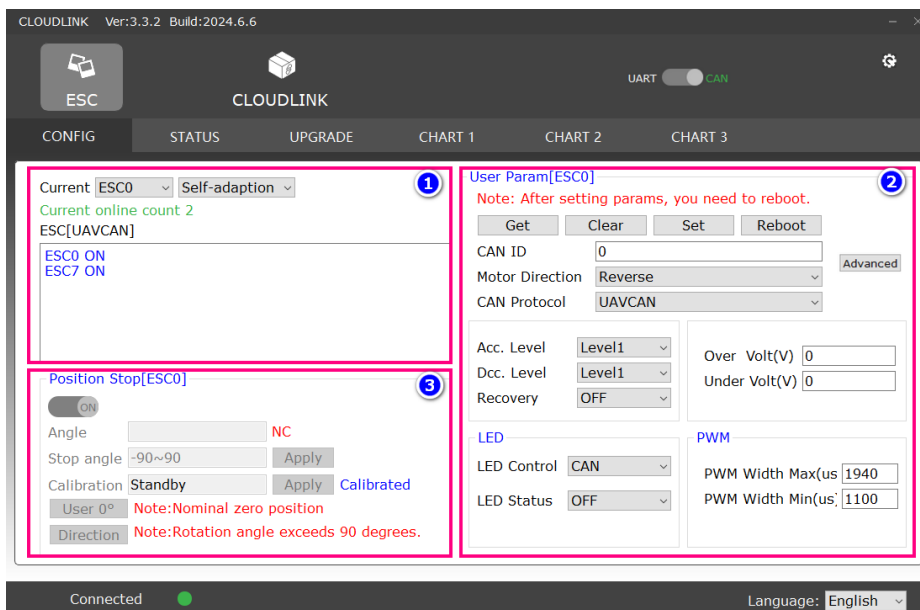 CLOUDLINK Ver:3.3.2 Build:2024.6.6
ESC
CLOUDLINK
UART CAN
CONFIG STATUS UPGRADE CHART 1 CHART 2 CHART 3
1
Current ESC0 Self-adaption
Current online count 2
ESC[UAVCAN]
ESC0 ON
ESC7 ON
2
User Param[ESC0]
Note: After setting params, you need to reboot.
Get Clear Set Reboot
CAN ID 0
Advanced
Motor Direction Reverse
CAN Protocol UAVCAN
Acc. Level Level1
Dcc. Level Level1
Recovery OFF
Over Volt(V) 0
Under Volt(V) 0
LED
LED Control CAN
LED Status OFF
PWM
PWM Width Max(us 1940
PWM Width Min(us) 1100
3
Position Stop[ESC0]
ON
Angle NC
Stop angle -90~90 Apply
Calibration Standby Apply Calibrated
User 0° Note:Nominal zero position
Direction Note:Rotation angle exceeds 90 degrees.
Connected
Language: English